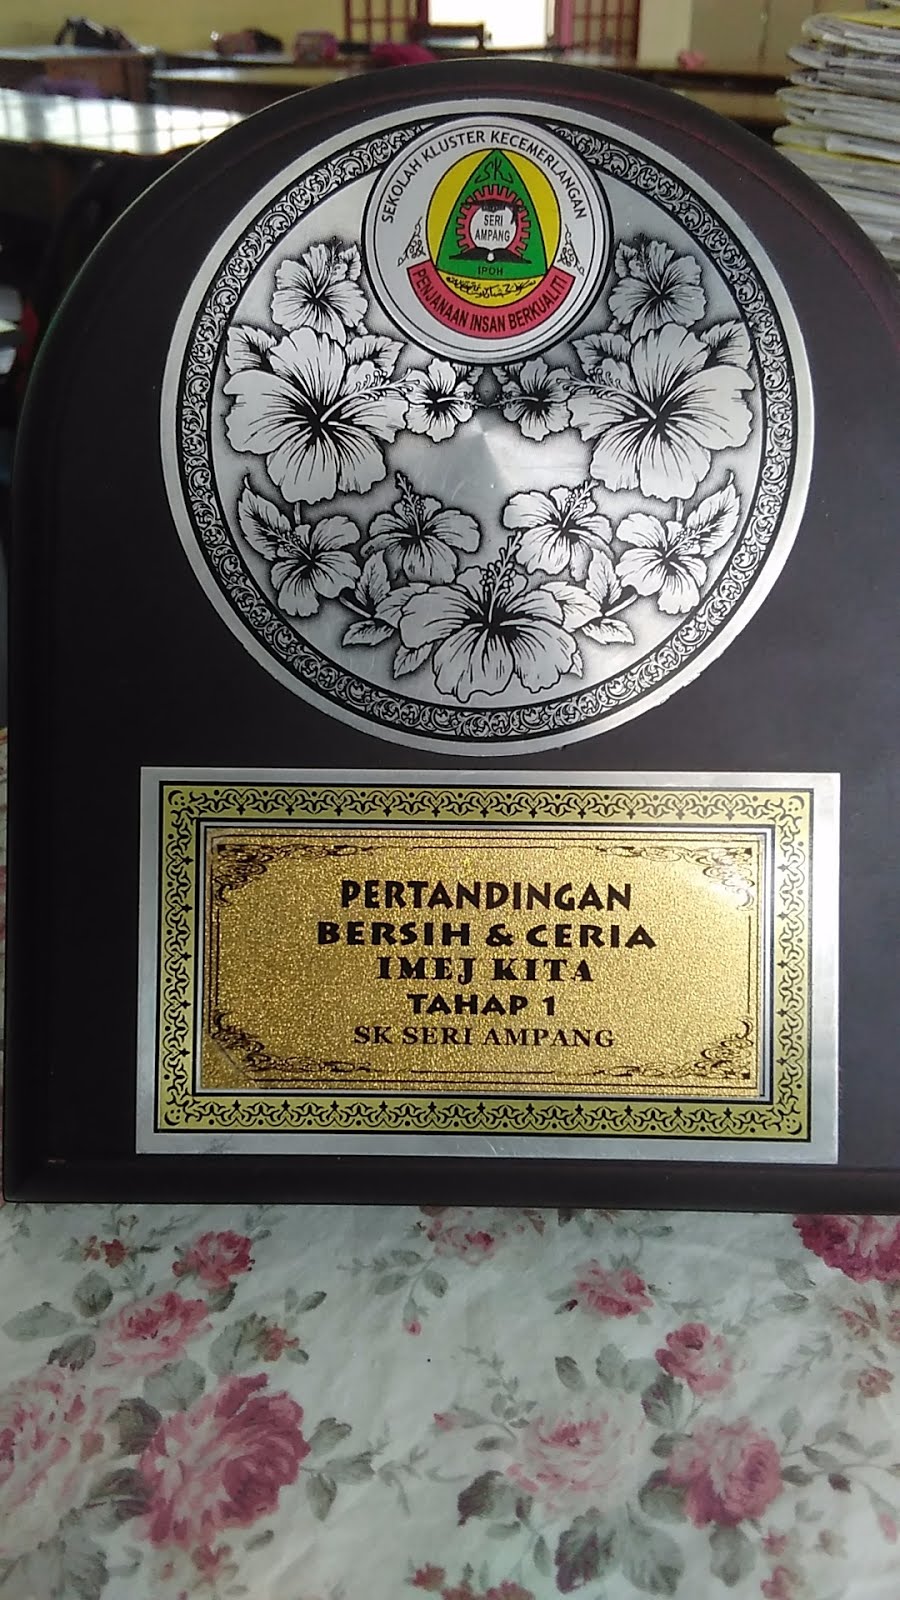 SEKOLAH KLUSTER KECEMERLANGAN
SK
SERI
AMPANG
IPOH
PENJANAAN INSAN BERKUALITI
PERTANDINGAN
BERSIH & CERIA
IMEJ KITA
TAHAP 1
SK SERI AMPANG